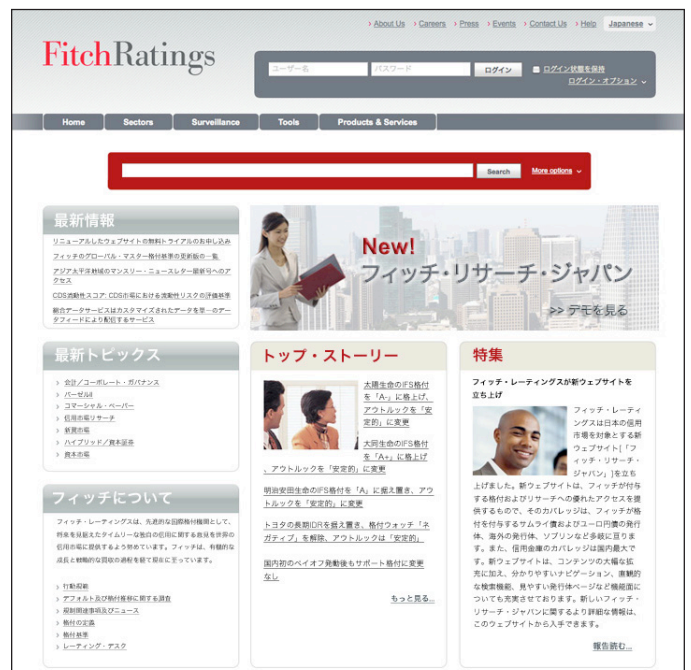 › About Us › Careers › Press › Events › Contact Us › Help Japanese
FitchRatings
ユーザー名 パスワード ログイン ログイン状態を保持
ログイン・オプション
Home Sectors Surveillance Tools Products & Services
Search More options
最新情報
リニューアルしたウェブサイトの無料トライアルのお申し込み
フィッチのグローバル・マスター格付基準の更新版の一覧
アジア太平洋地域のマンスリー・ニュースレター最新号へのア
クセス
CDS流動性スコア: CDS市場における流動性リスクの評価基準
総合データサービスはカスタマイズされたデータを単一のデー
タフィードにより配信するサービス
New!
フィッチ・リサーチ・ジャパン
>> デモを見る
最新トピックス
› 会計/コーポレート・ガバナンス
› バーゼルII
› コマーシャル・ペーパー
› 信用市場リサーチ
› 新興市場
› ハイブリッド/資本証券
› 資本市場
フィッチについて
フィッチ・レーティングスは、先進的な国際格付機関として、
将来を見据えたタイムリーな独自の信用に関する意見を世界の
信用市場に提供するよう努めています。フィッチは、有機的な
成長と戦略的な買収の過程を経て現在に至っています。
› 行動規範
› デフォルト及び格付推移に関する調査
› 規制関連事項及びニュース
› 格付の定義
› 格付基準
› レーティング・デスク
トップ・ストーリー
太陽生命のIFS格付
を「A-」に格上げ、
アウトルックを「安
定的」に変更
大同生命のIFS格付
を「A+」に格上げ
、アウトルックを「安定的」に変更
明治安田生命のIFS格付を「A」に据え置き、アウ
トルックを「安定的」に変更
トヨタの長期IDRを据え置き、格付ウォッチ「ネ
ガティブ」を解除、アウトルックは「安定的」
国内初のペイオフ発動後もサポート格付に変更
なし
もっと見る...
特集
フィッチ・レーティングスが新ウェブサイトを
立ち上げ
フィッチ・レーティ
ングスは日本の信用
市場を対象とする新
ウェブサイト[「フ
ィッチ・リサーチ・
ジャパン」]を立ち
上げました。新ウェブサイトは、フィッチが付与
する格付およびリサーチへの優れたアクセスを提
供するもので、そのカバレッジは、フィッチが格
付を付与するサムライ債およびユーロ円債の発行
体、海外の発行体、ソブリンなど多岐に亘りま
す。また、信用金庫のカバレッジは国内最大で
す。新ウェブサイトは、コンテンツの大幅な拡
充に加え、分かりやすいナビゲーション、直観的
な検索機能、見やすい発行体ページなど機能面に
ついても充実させております。新しいフィッチ・
リサーチ・ジャパンに関するより詳細な情報は、
このウェブサイトから入手できます。
報告読む...